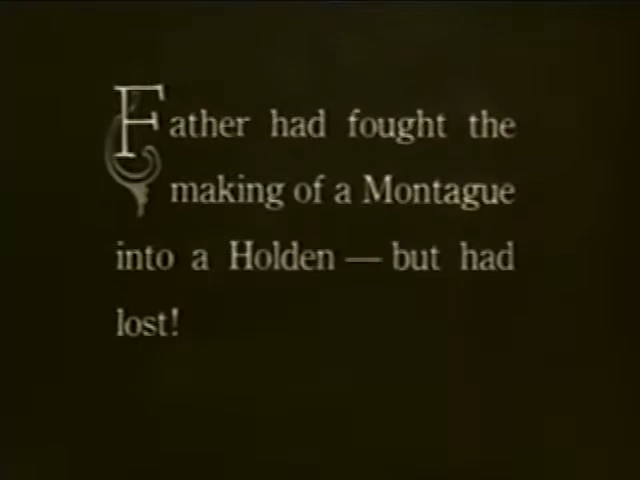 Father had fought the
making of a Montague
into a Holden — but had
lost!